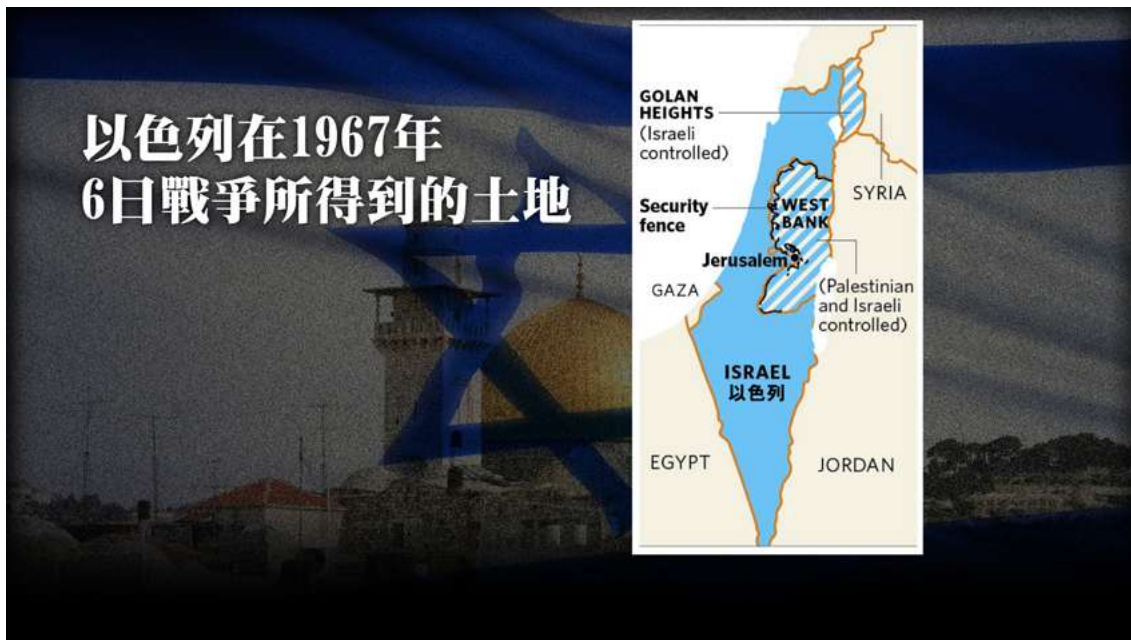 以色列在1967年
6日戰爭所得到的土地
GOLAN
HEIGHTS
(Israeli
controlled)
SYRIA
Security
fence
WEST
BANK
Jerusalem
GAZA
(Palestinian
and Israeli
controlled)
ISRAEL
以色列
EGYPT
JORDAN